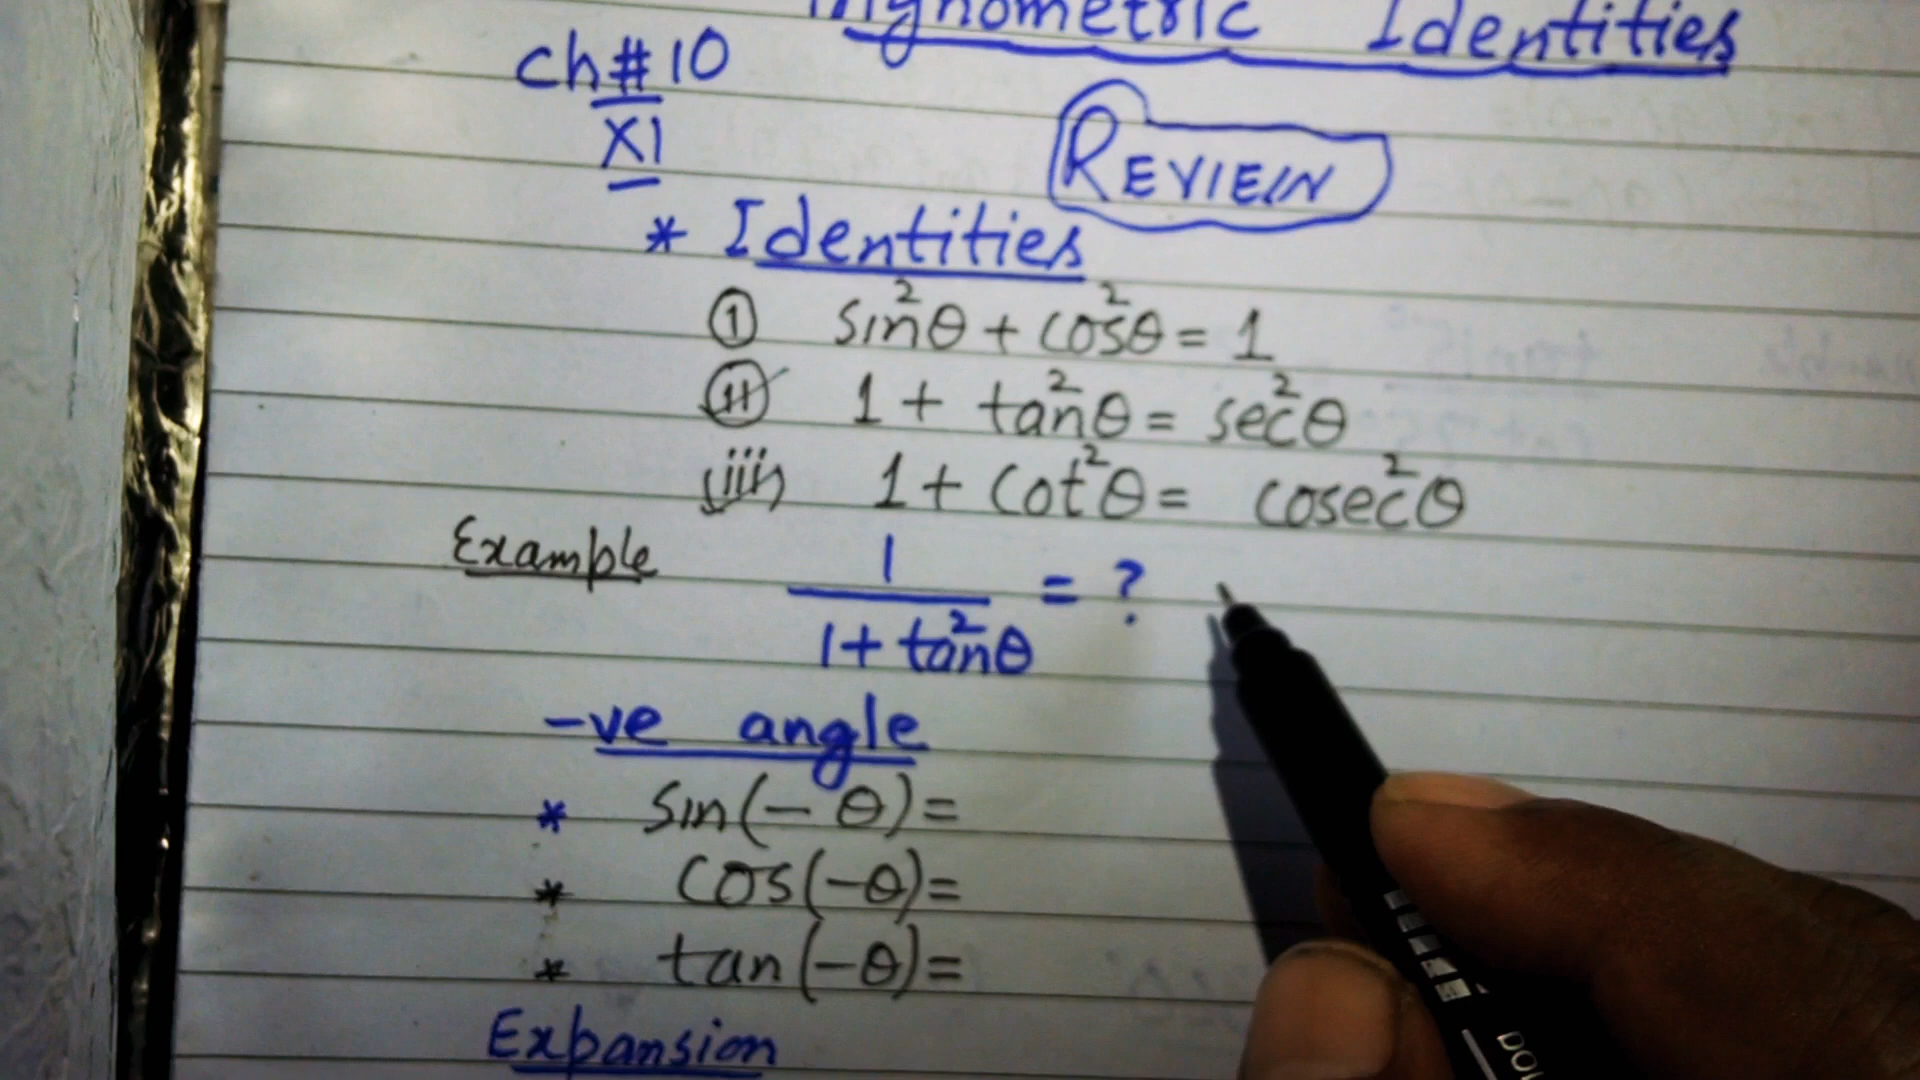 Trignometric Identities
Ch#10
XI
REVIEW
* Identities
(i) sin²θ + cos²θ = 1
(ii) 1 + tan²θ = sec²θ
(iii) 1 + cot²θ = cosec²θ
Example 1/(1 + tan²θ) = ?
-ve angle
* sin(-θ)=
* cos(-θ)=
* tan(-θ)=
Expansion